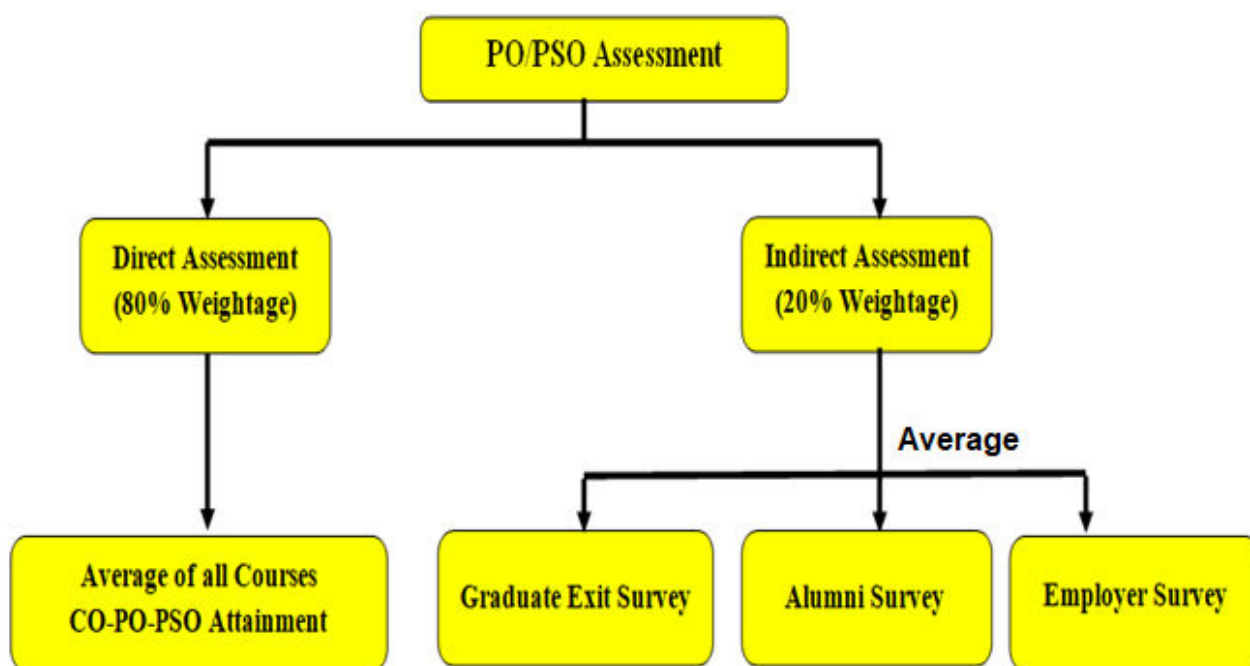 PO/PSO Assessment
Direct Assessment
(80% Weightage)
Indirect Assessment
(20% Weightage)
Average
Average of all Courses
CO-PO-PSO Attainment
Graduate Exit Survey
Alumni Survey
Employer Survey